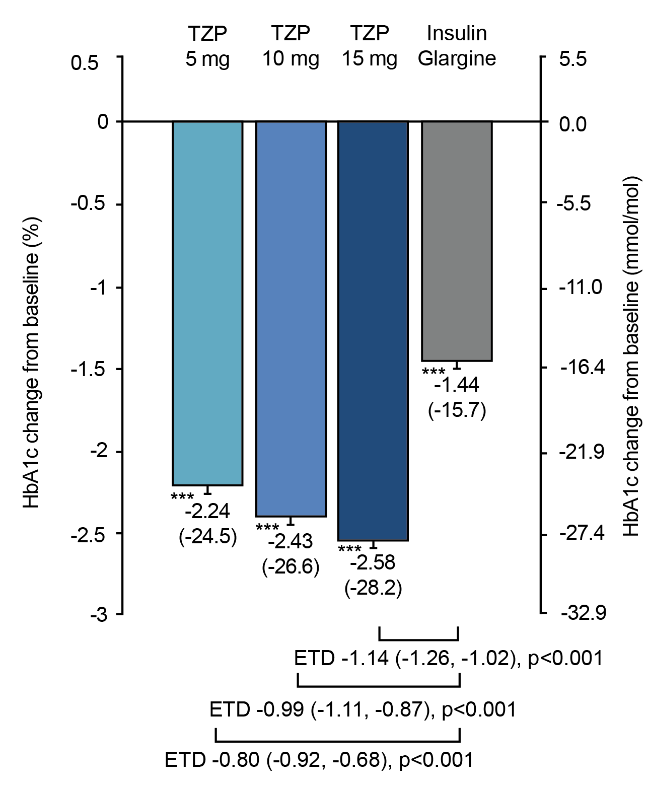 TZP
5 mg
TZP
10 mg
TZP
15 mg
Insulin
Glargine
HbA1c change from baseline (%)
0.5
0
-0.5
-1
-1.5
-2
-2.5
-3
***
-2.24
(-24.5)
***
-2.43
(-26.6)
***
-2.58
(-28.2)
***
-1.44
(-15.7)
5.5
0.0
-5.5
-11.0
-16.4
-21.9
-27.4
-32.9
HbA1c change from baseline (mmol/mol)
ETD -1.14 (-1.26, -1.02), p<0.001
ETD -0.99 (-1.11, -0.87), p<0.001
ETD -0.80 (-0.92, -0.68), p<0.001